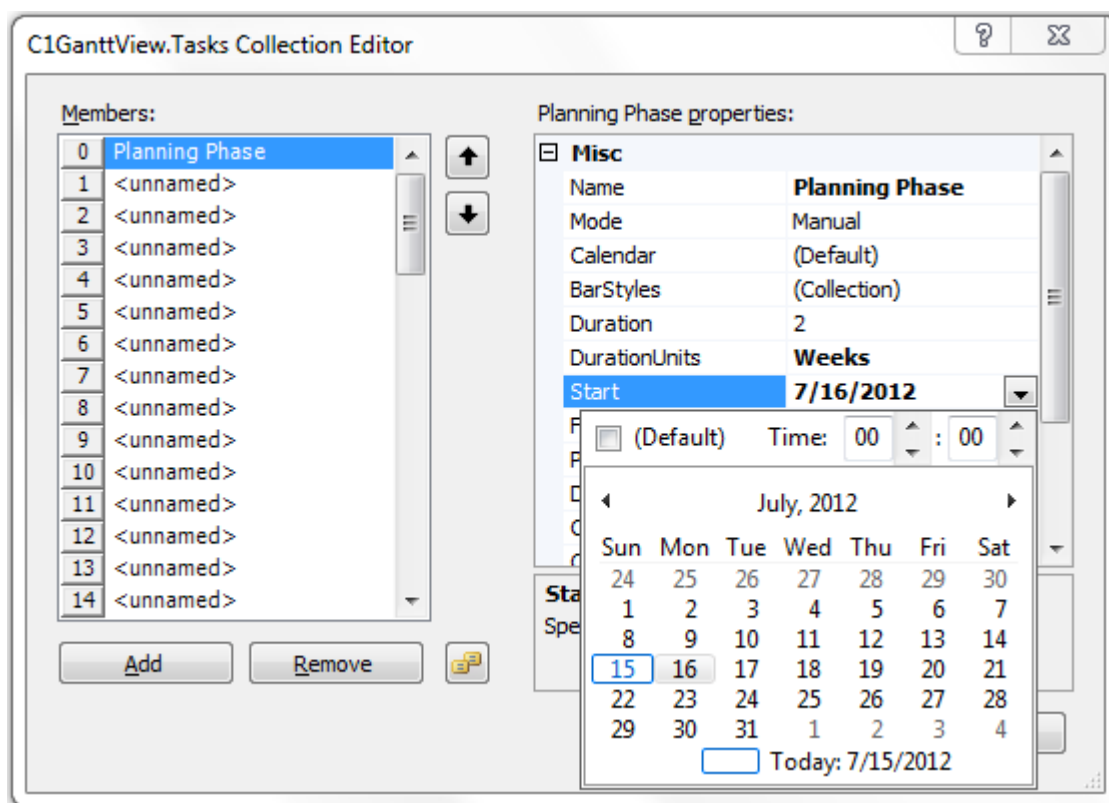 C1GanttView.Tasks Collection Editor
Members:
0 Planning Phase
1 <unnamed>
2 <unnamed>
3 <unnamed>
4 <unnamed>
5 <unnamed>
6 <unnamed>
7 <unnamed>
8 <unnamed>
9 <unnamed>
10 <unnamed>
11 <unnamed>
12 <unnamed>
13 <unnamed>
14 <unnamed>
Add Remove
Planning Phase properties:
Misc
Name Planning Phase
Mode Manual
Calendar (Default)
BarStyles (Collection)
Duration 2
DurationUnits Weeks
Start 7/16/2012
(Default) Time: 00 : 00
July, 2012
Sun Mon Tue Wed Thu Fri Sat
24 25 26 27 28 29 30
1 2 3 4 5 6 7
8 9 10 11 12 13 14
15 16 17 18 19 20 21
22 23 24 25 26 27 28
29 30 31 1 2 3 4
Today: 7/15/2012